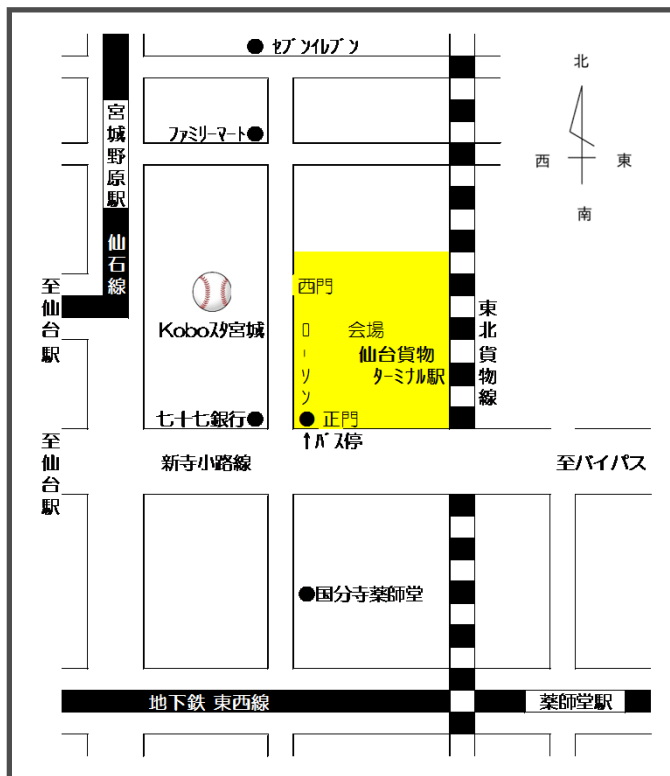 セブンイレブン
北
西
東
南
宮城野原駅
ファミリーマート
仙石線
至仙台駅
西門
Koboスタ宮城
ローソン
会場
仙台貨物
ターミナル駅
東北貨物線
七十七銀行
正門
↑バス停
至仙台駅
新寺小路線
至バイパス
国分寺薬師堂
地下鉄 東西線
薬師堂駅